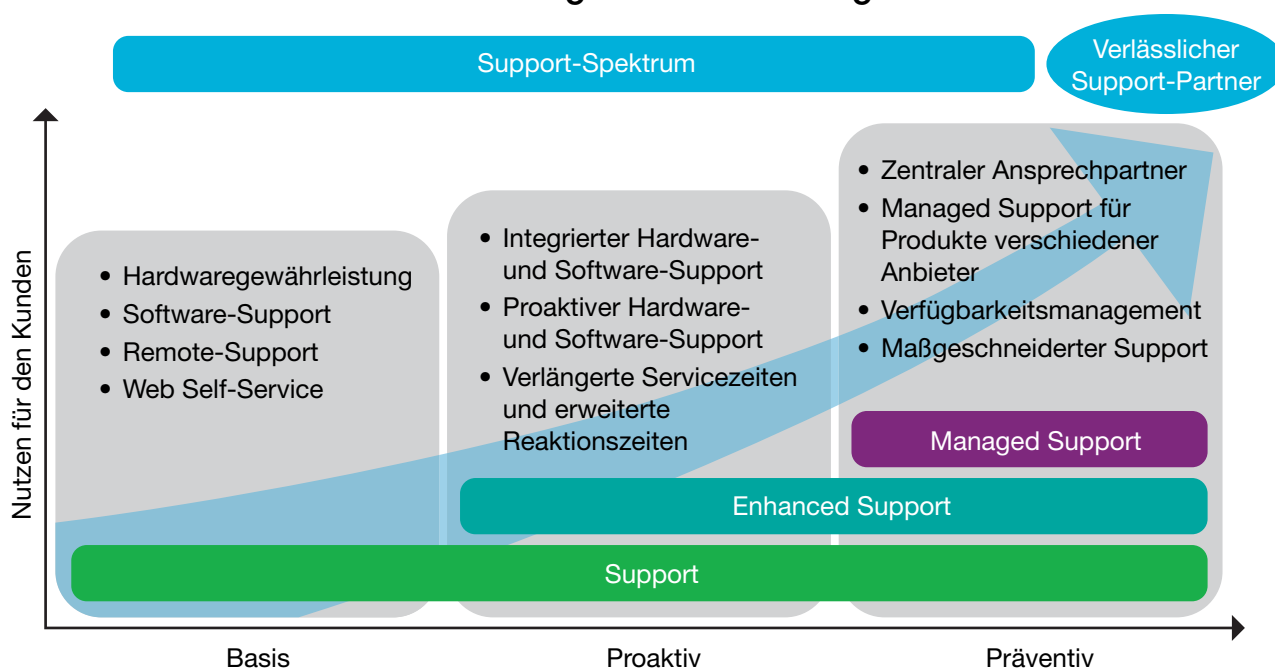 Support-Spektrum
Verlässlicher
Support-Partner
Nutzen für den Kunden
• Hardwaregewährleistung
• Software-Support
• Remote-Support
• Web Self-Service
• Integrierter Hardware-
und Software-Support
• Proaktiver Hardware-
und Software-Support
• Verlängerte Servicezeiten
und erweiterte
Reaktionszeiten
• Zentraler Ansprechpartner
• Managed Support für
Produkte verschiedener
Anbieter
• Verfügbarkeitsmanagement
• Maßgeschneiderter Support
Managed Support
Enhanced Support
Support
Basis
Proaktiv
Präventiv